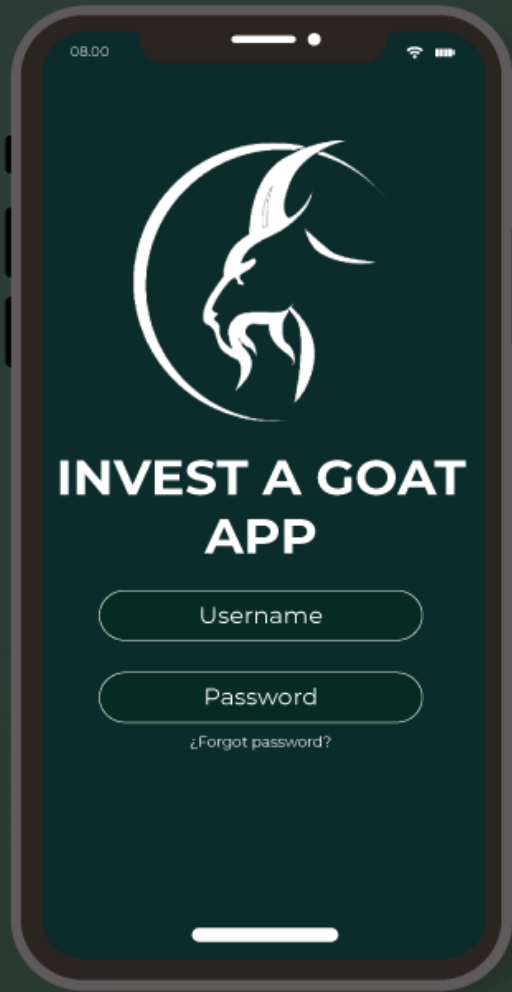 08.00
INVEST A GOAT
APP
Username
Password
¿Forgot password?